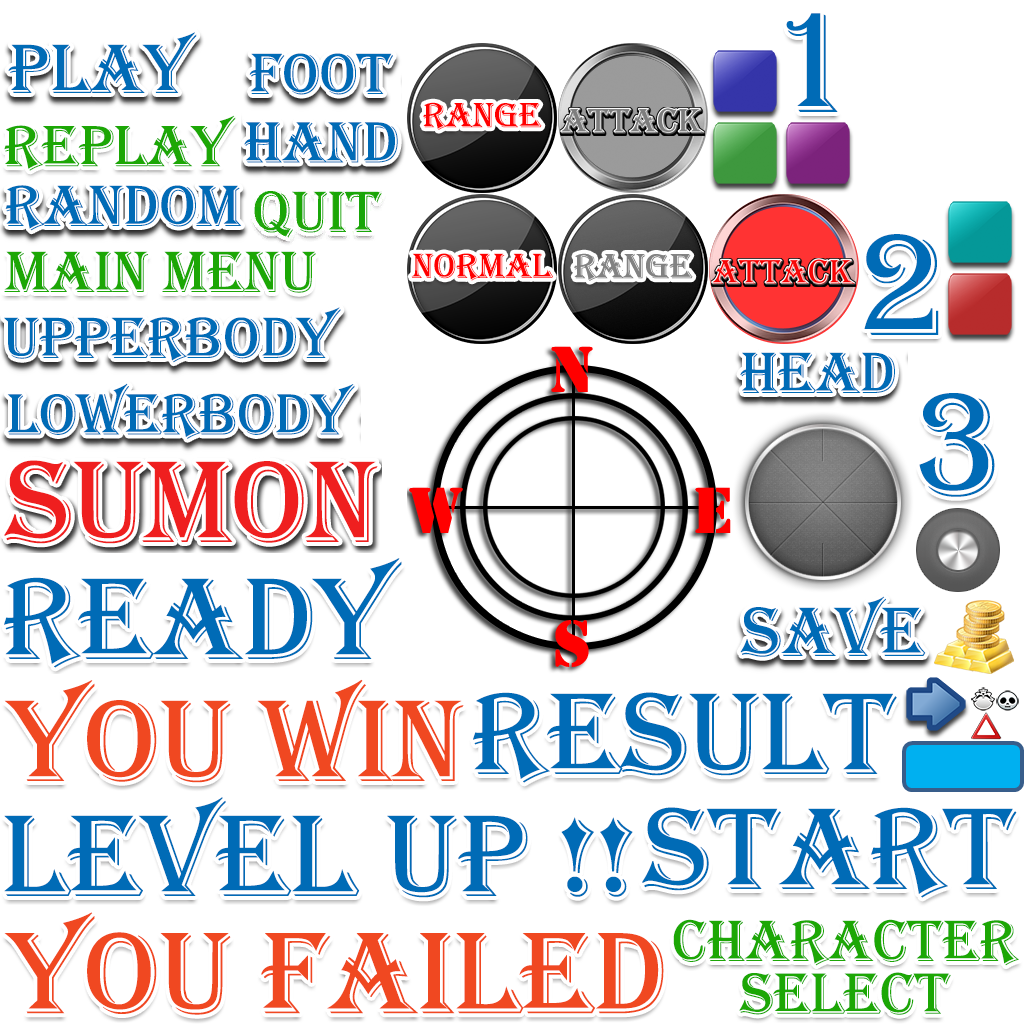 PLAY
FOOT
RANGE
ATTACK
1
REPLAY
HAND
RANDOM
QUIT
MAIN MENU
NORMAL
RANGE
ATTACK
2
UPPERBODY
LOWERBODY
HEAD
N
W
E
S
3
SUMON
READY
SAVE
YOU WIN
RESULT
LEVEL UP !!
START
YOU FAILED
CHARACTER
SELECT